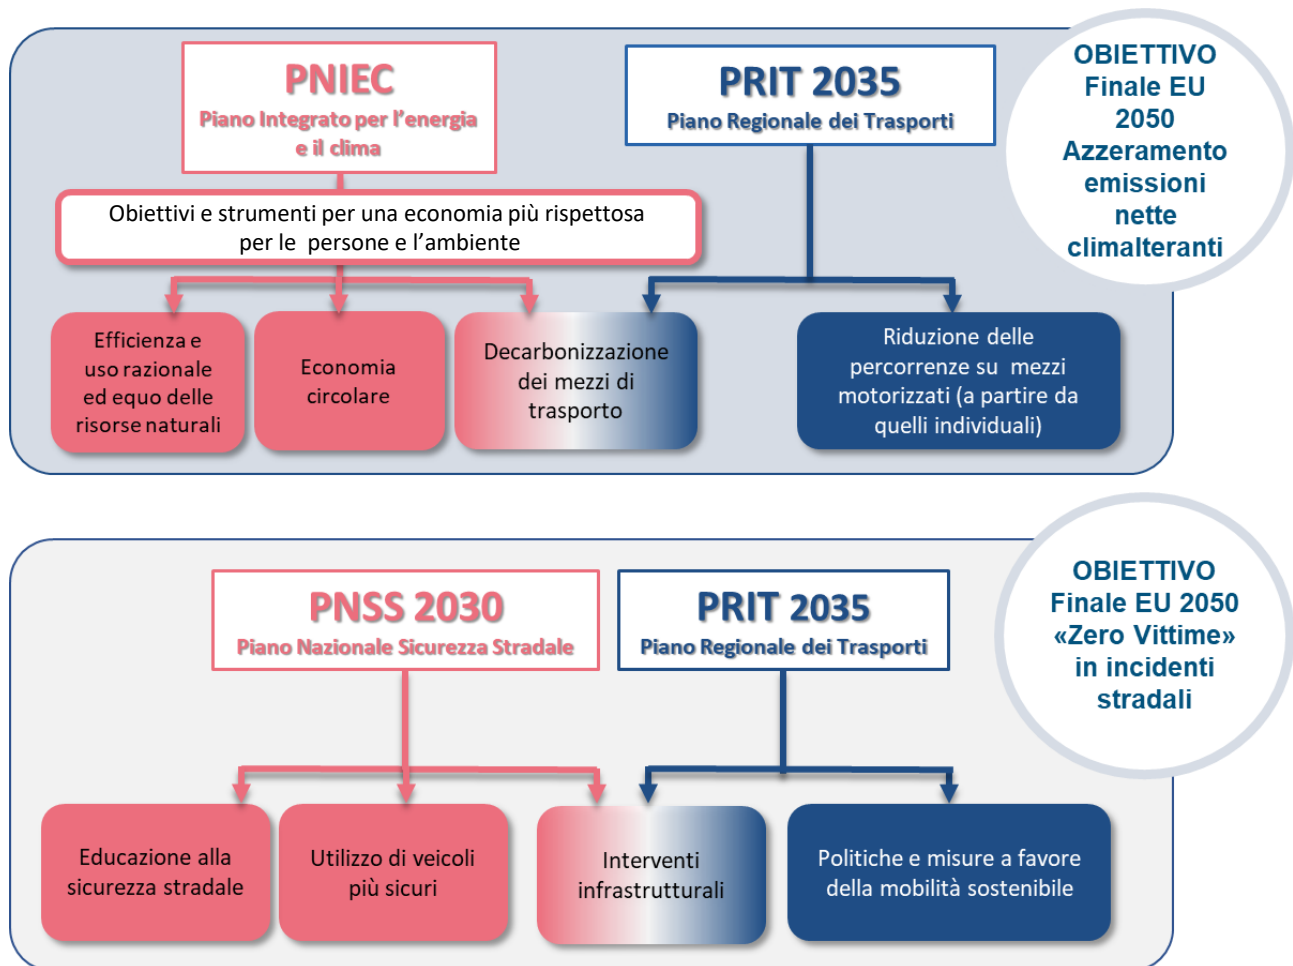 PNIEC
Piano Integrato per l'energia
e il clima
PRIT 2035
Piano Regionale dei Trasporti
OBIETTIVO
Finale EU
2050
Azzeramento
emissioni
nette
climalteranti
Obiettivi e strumenti per una economia più rispettosa
per le persone e l'ambiente
Efficienza e
uso razionale
ed equo delle
risorse naturali
Economia
circolare
Decarbonizzazione
dei mezzi di
trasporto
Riduzione delle
percorrenze su mezzi
motorizzati (a partire da
quelli individuali)
PNSS 2030
Piano Nazionale Sicurezza Stradale
PRIT 2035
Piano Regionale dei Trasporti
OBIETTIVO
Finale EU 2050
«Zero Vittime»
in incidenti
stradali
Educazione alla
sicurezza stradale
Utilizzo di veicoli
più sicuri
Interventi
infrastrutturali
Politiche e misure a favore
della mobilità sostenibile